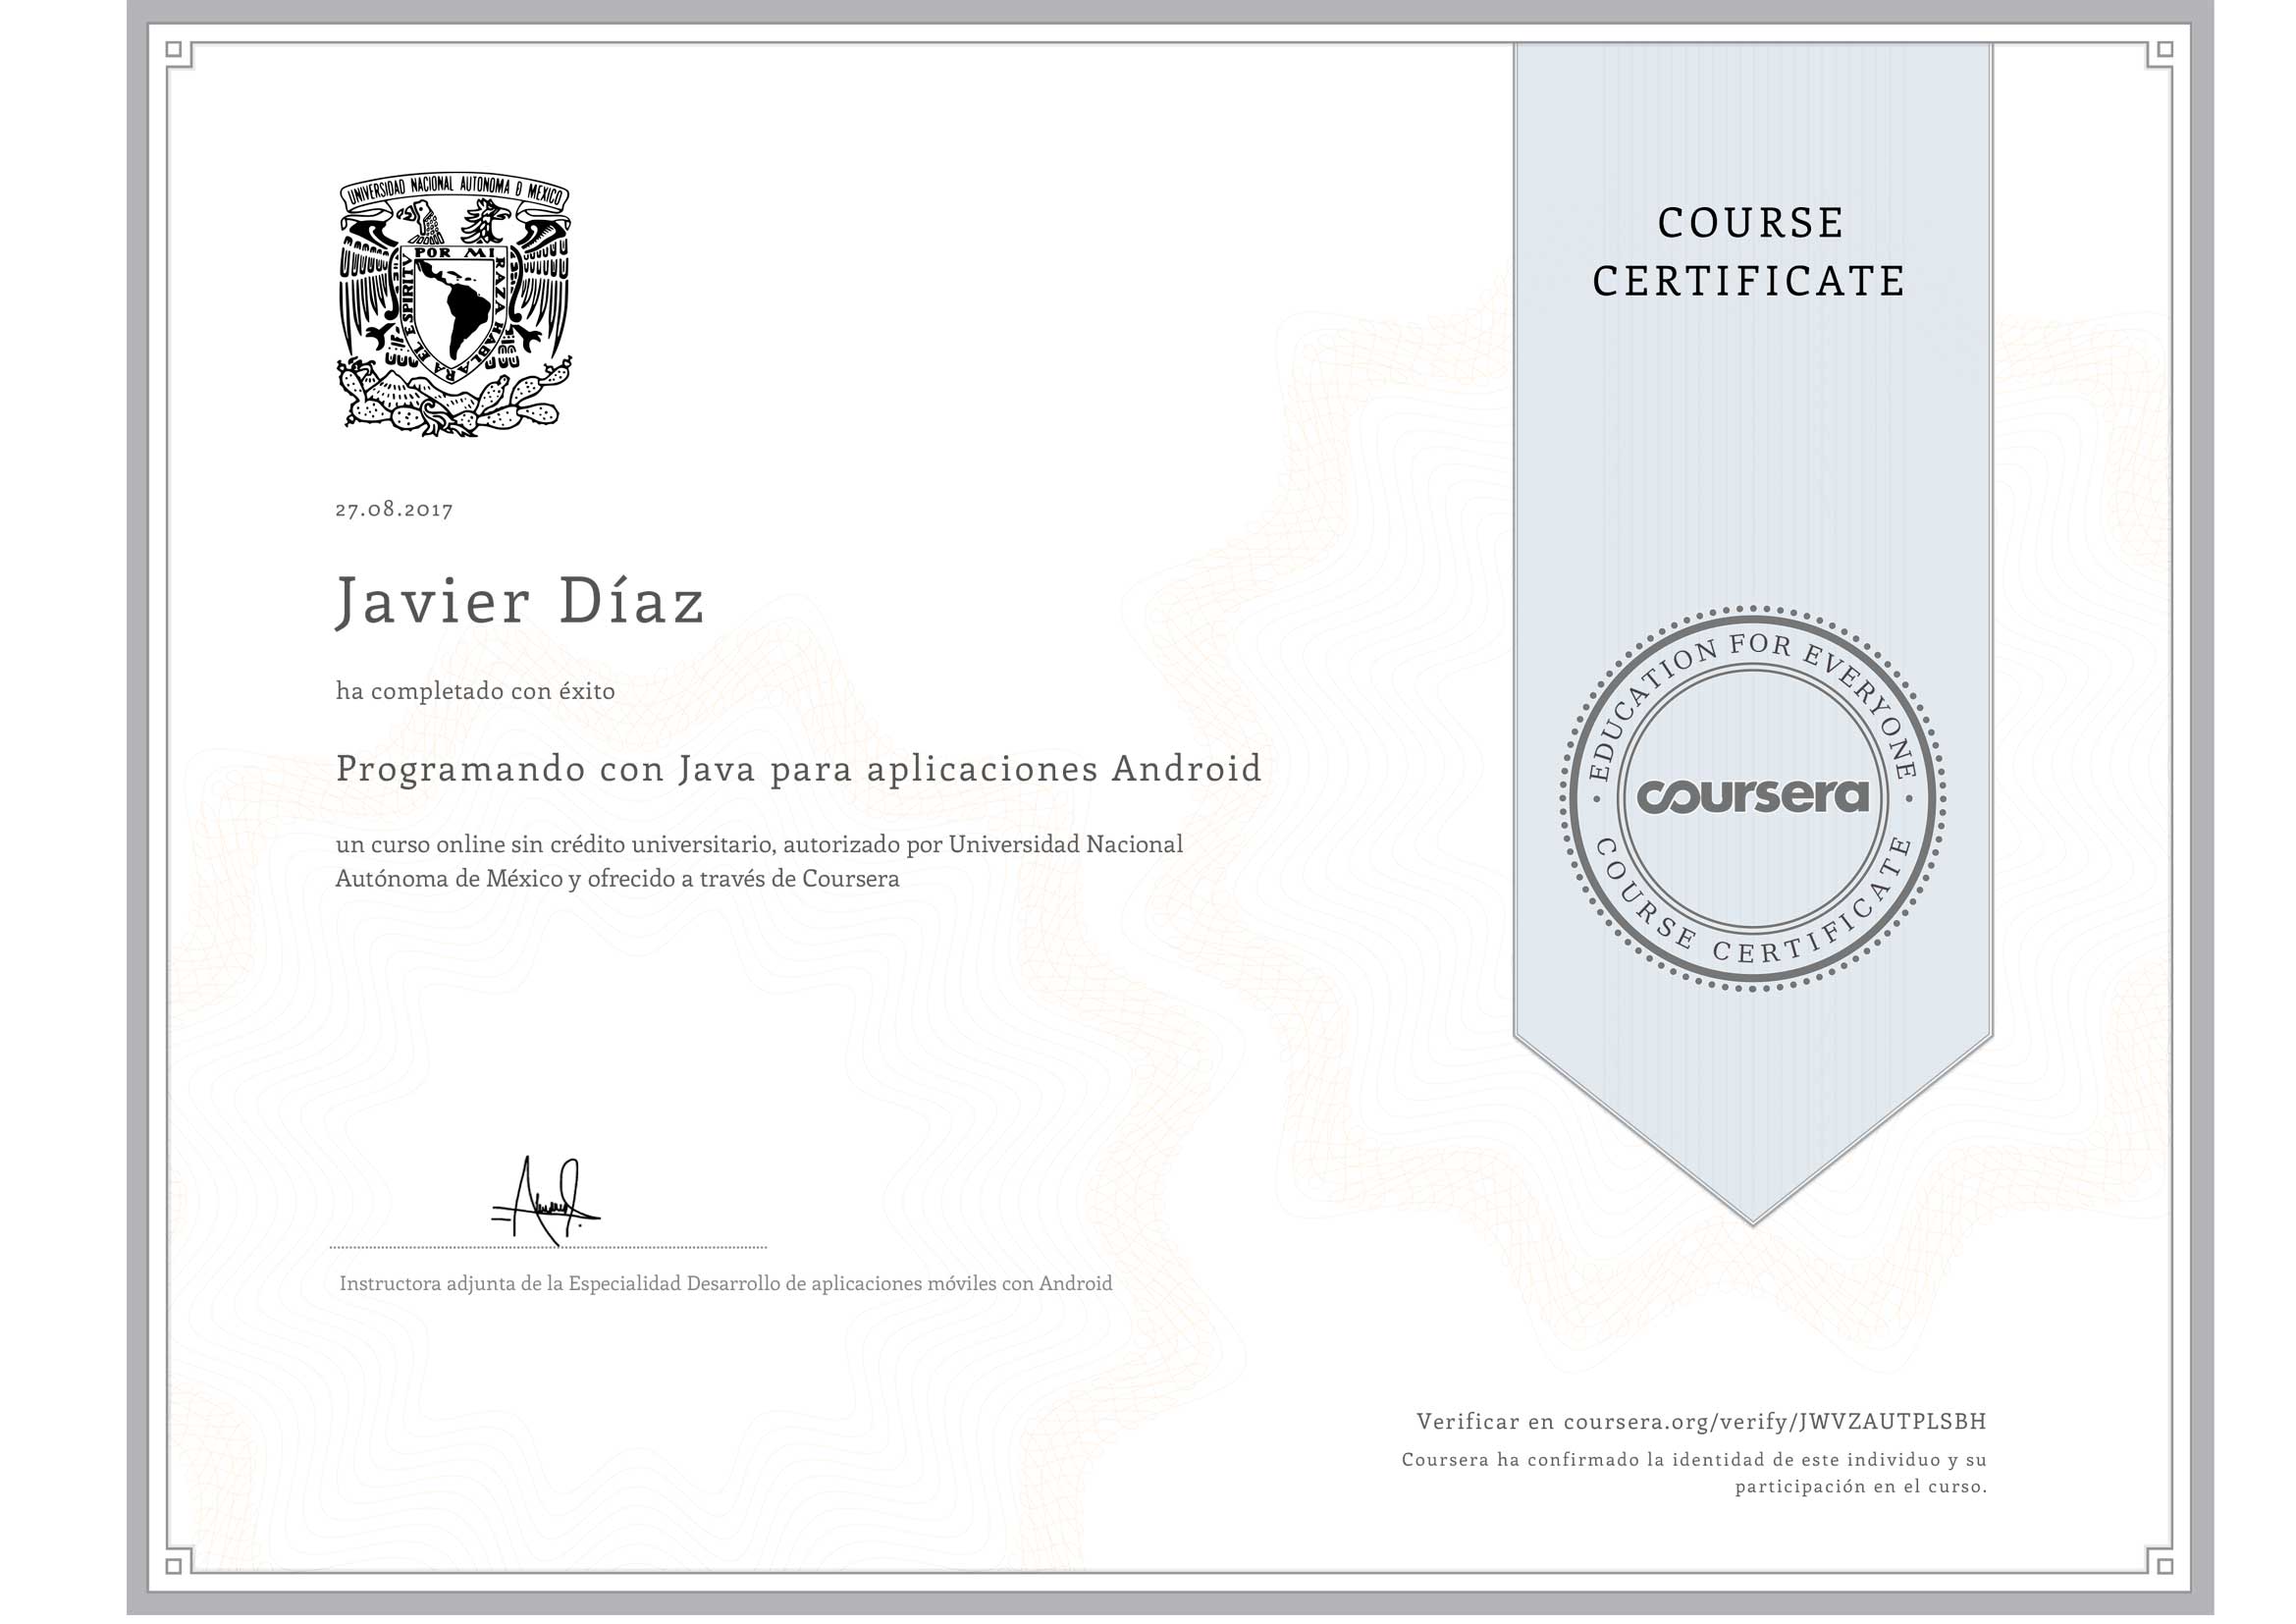 UNIVERSIDAD NACIONAL AUTONOMA D MEXICO
POR MI RAZA HABLARA EL ESPIRITV
27.08.2017
Javier Díaz
ha completado con éxito
Programando con Java para aplicaciones Android
un curso online sin crédito universitario, autorizado por Universidad Nacional
Autónoma de México y ofrecido a través de Coursera
Instructora adjunta de la Especialidad Desarrollo de aplicaciones móviles con Android
COURSE
CERTIFICATE
EDUCATION FOR EVERYONE
coursera
COURSE CERTIFICATE
Verificar en coursera.org/verify/JWVZAUTPLSBH
Coursera ha confirmado la identidad de este individuo y su
participación en el curso.